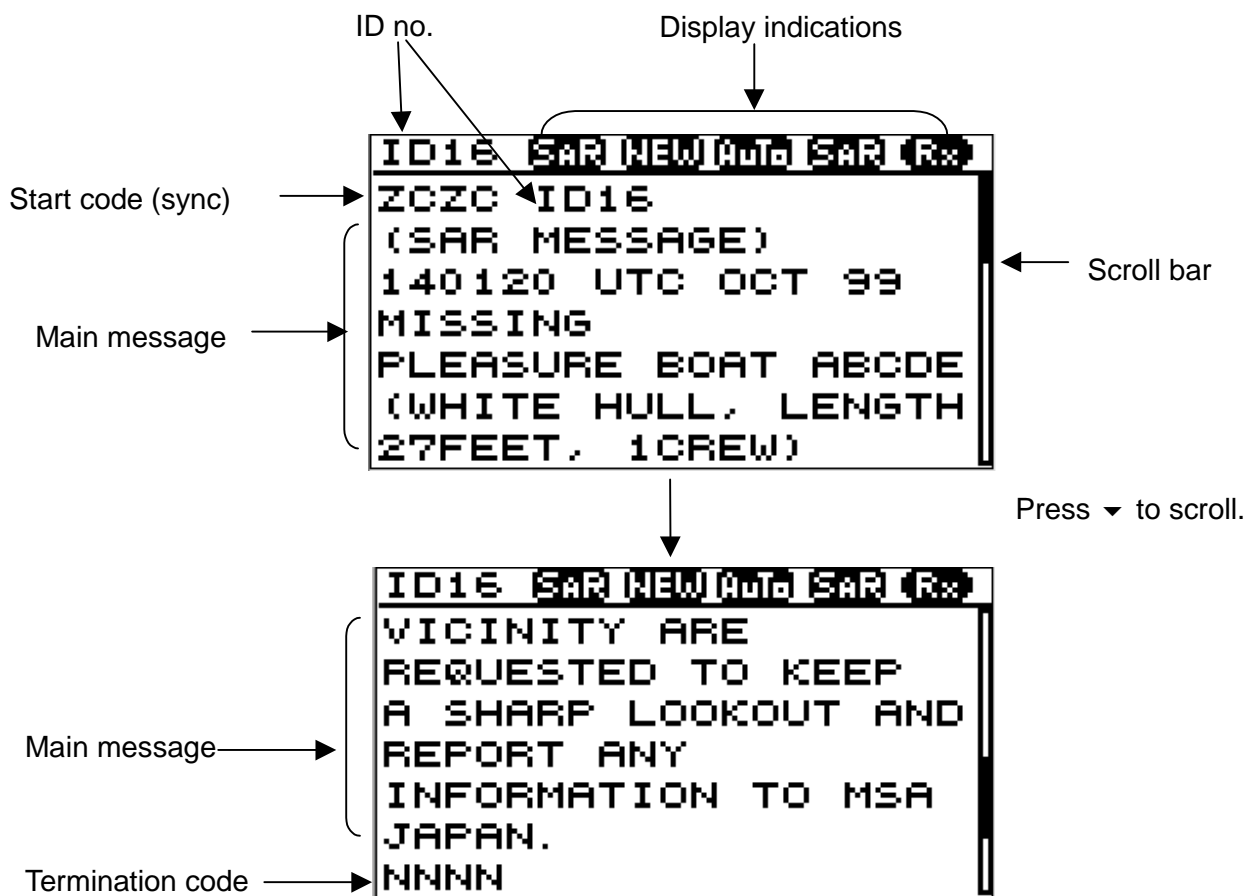 ID no.
Display indications
ID16 SAR NEW AUTo SAR Rx
Start code (sync)
ZCZC ID16
(SAR MESSAGE)
140120 UTC OCT 99
Scroll bar
Main message
MISSING
PLEASURE BOAT ABCDE
(WHITE HULL, LENGTH
27FEET, 1CREW)
Press ▼ to scroll.
ID16 SAR NEW AUTo SAR Rx
VICINITY ARE
REQUESTED TO KEEP
A SHARP LOOKOUT AND
Main message
REPORT ANY
INFORMATION TO MSA
JAPAN.
Termination code
NNNN